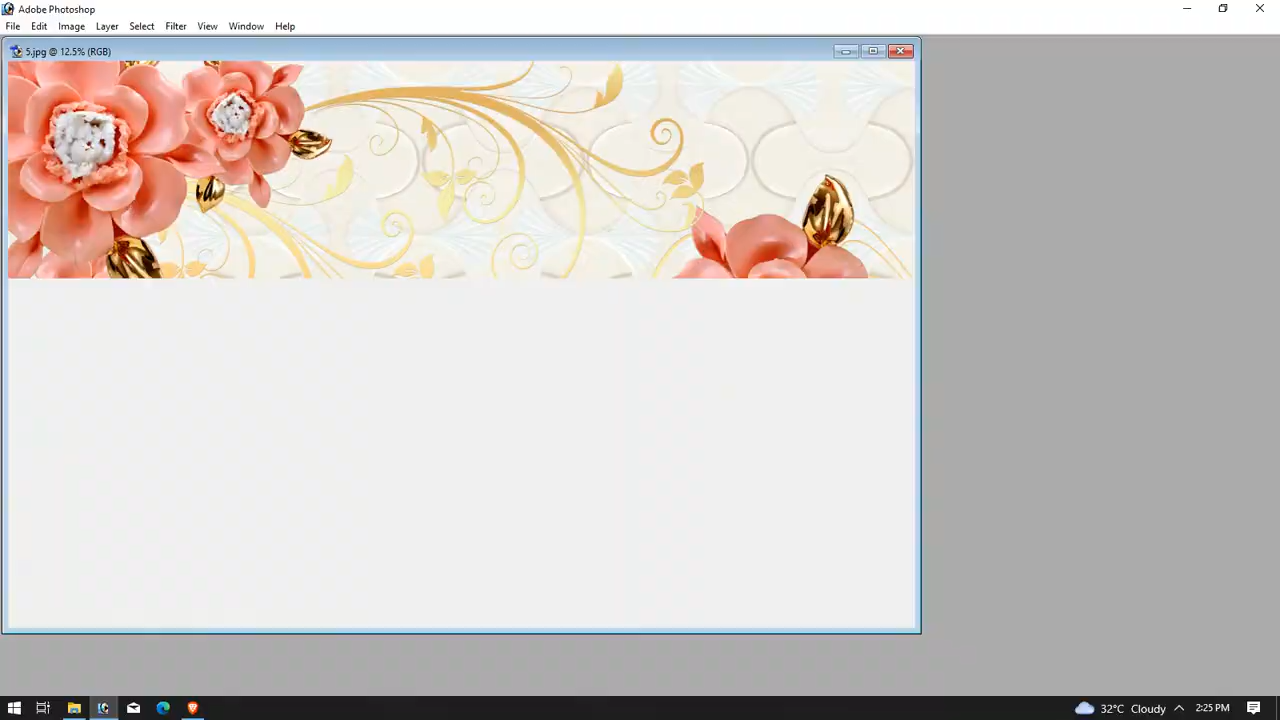 Adobe Photoshop
File Edit Image Layer Select Filter View Window Help
5.jpg @ 12.5% (RGB)
32°C Cloudy 2:25 PM